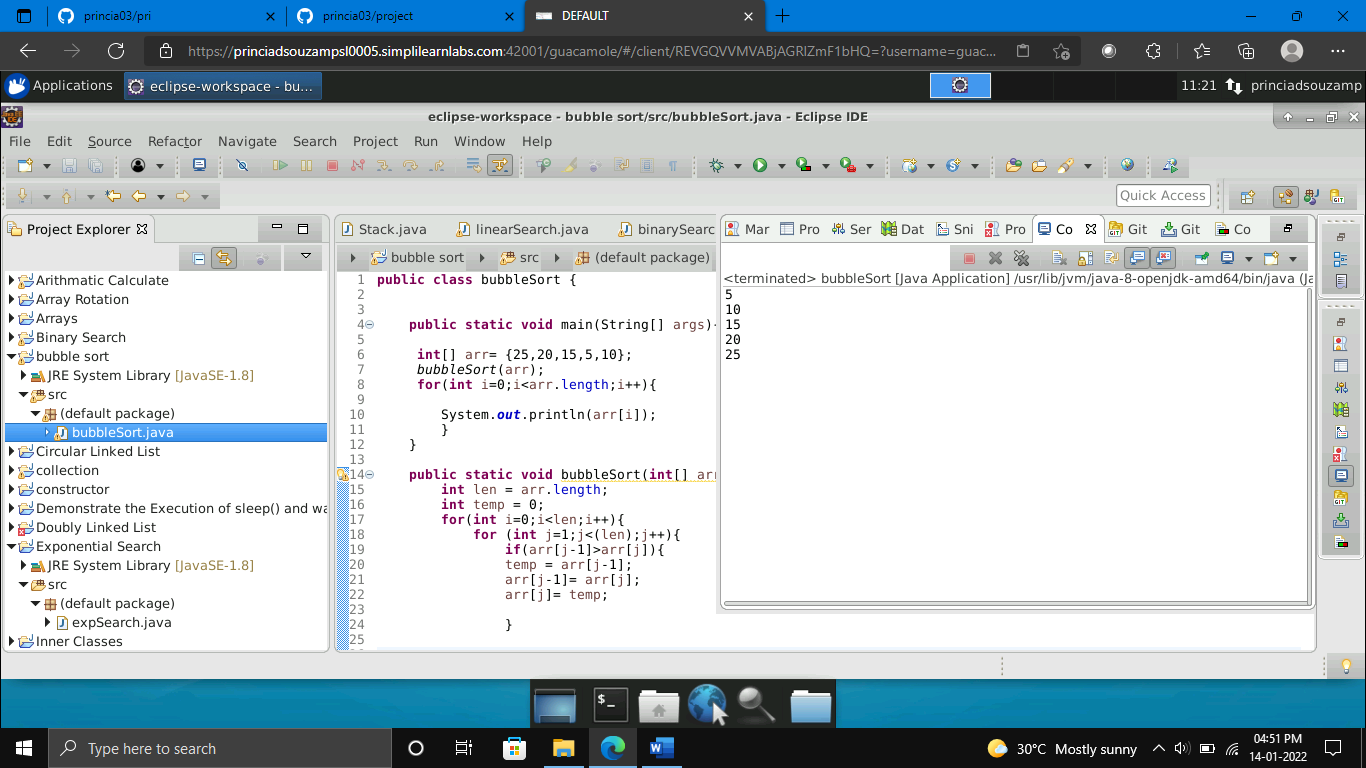 princia03/pri
princia03/project
DEFAULT
https://princiadsouzampsl0005.simplilearnlabs.com:42001/guacamole/#/client/REVGQVVMVABjAGRlZmF1bHQ=?username=guac...
Applications
eclipse-workspace - bu...
11:21
princiadsouzamp
eclipse-workspace - bubble sort/src/bubbleSort.java - Eclipse IDE
File Edit Source Refactor Navigate Search Project Run Window Help
Quick Access
Project Explorer
Stack.java
linearSearch.java
binarySearc
Mar
Pro
Ser
Dat
Sni
Pro
Co
Git
Git
Co
bubble sort
src
(default package)
Arithmatic Calculate
Array Rotation
Arrays
Binary Search
bubble sort
JRE System Library [JavaSE-1.8]
src
(default package)
bubbleSort.java
Circular Linked List
collection
constructor
Demonstrate the Execution of sleep() and wa
Doubly Linked List
Exponential Search
JRE System Library [JavaSE-1.8]
src
(default package)
expSearch.java
Inner Classes
1 public class bubbleSort {
2
3
4 public static void main(String[] args)
5
6 int[] arr= {25,20,15,5,10};
7 bubbleSort(arr);
8 for(int i=0;i<arr.length;i++){
9
10 System.out.println(arr[i]);
11 }
12 }
13
14 public static void bubbleSort(int[] arr
15 int len = arr.length;
16 int temp = 0;
17 for(int i=0;i<len;i++){
18 for (int j=1;j<(len);j++){
19 if(arr[j-1]>arr[j]){
20 temp = arr[j-1];
21 arr[j-1]= arr[j];
22 arr[j]= temp;
23
24 }
25
<terminated> bubbleSort [Java Application] /usr/lib/jvm/java-8-openjdk-amd64/bin/java (Ja
5
10
15
20
25
Type here to search
30°C Mostly sunny
04:51 PM
14-01-2022